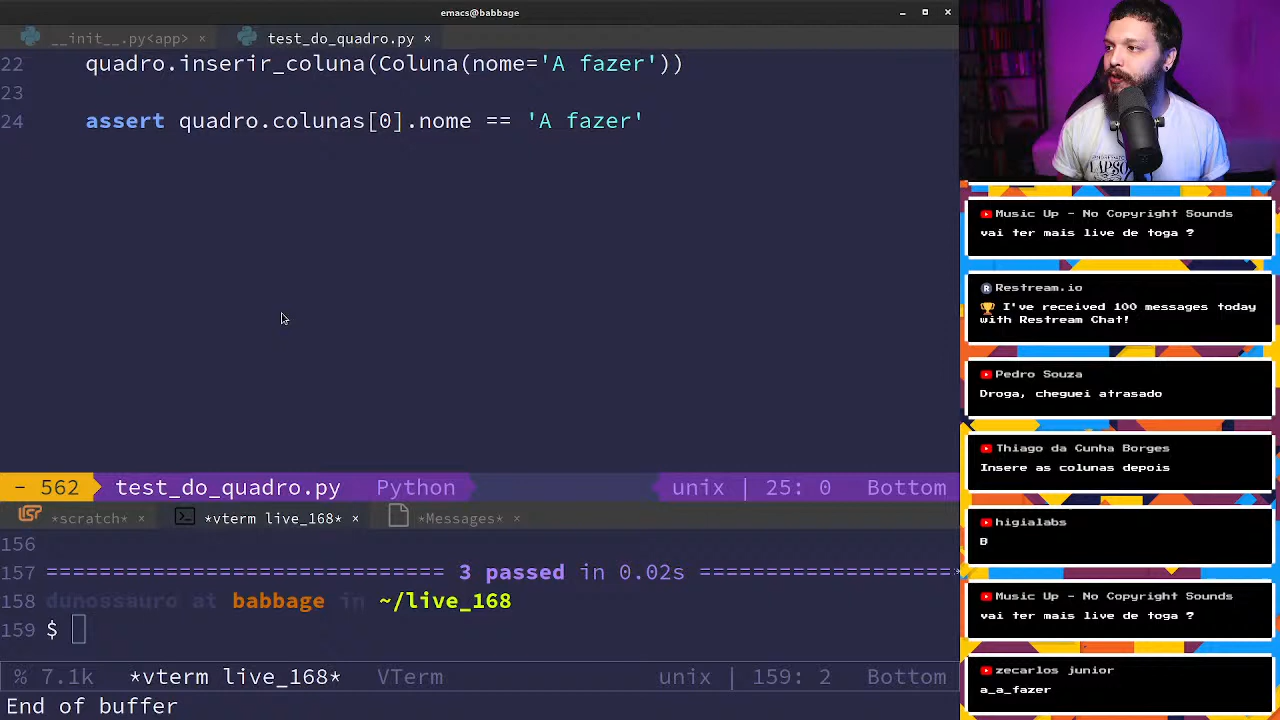 emacs@babbage
__init__.py<app> ×
test_do_quadro.py ×
22 quadro.inserir_coluna(Coluna(nome='A fazer'))
23
24 assert quadro.colunas[0].nome == 'A fazer'
- 562 test_do_quadro.py Python unix | 25: 0 Bottom
*scratch* × *vterm live_168* × *Messages* ×
156
157 ============================== 3 passed in 0.02s ===========================
158 dunossauro at babbage in ~/live_168
159 $
% 7.1k *vterm live_168* VTerm unix | 159: 2 Bottom
End of buffer
Music Up - No Copyright Sounds
vai ter mais live de toga ?
Restream.io
🏆 I've received 100 messages today
with Restream Chat!
Pedro Souza
Droga, cheguei atrasado
Thiago da Cunha Borges
Insere as colunas depois
higialabs
B
Music Up - No Copyright Sounds
vai ter mais live de toga ?
zecarlos junior
a_a_fazer